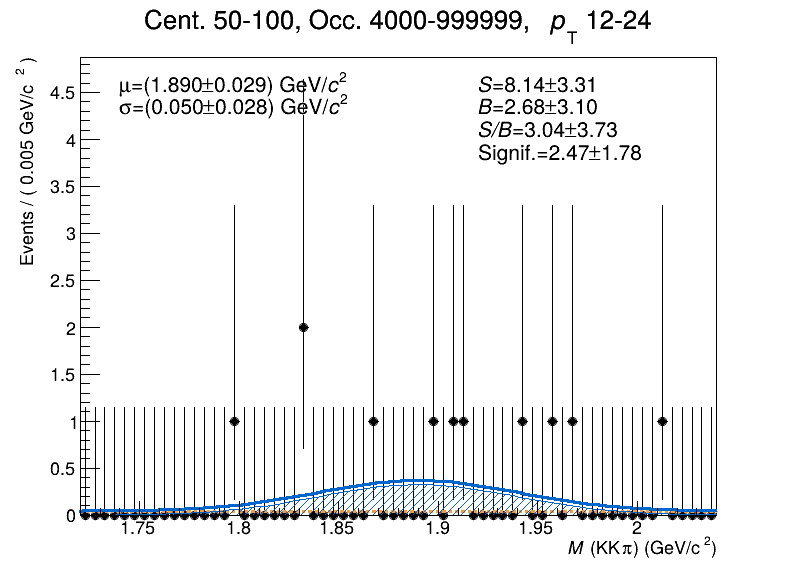 Cent. 50-100, Occ. 4000-999999, pT 12-24
Events / ( 0.005 GeV/c² )
μ=(1.890±0.029) GeV/c²
σ=(0.050±0.028) GeV/c²
S=8.14±3.31
B=2.68±3.10
S/B=3.04±3.73
Signif.=2.47±1.78
4.5
4
3.5
3
2.5
2
1.5
1
0.5
0
1.75 1.8 1.85 1.9 1.95 2
M (KKπ) (GeV/c²)